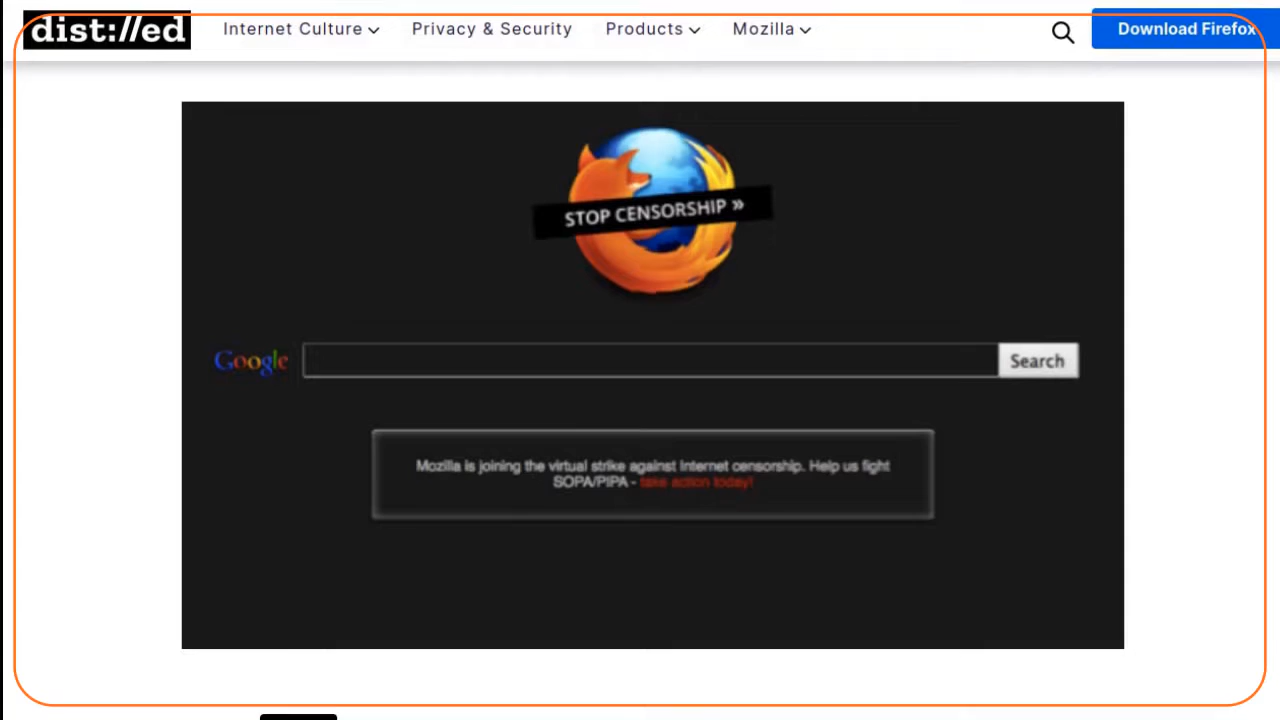 dist://ed
Internet Culture
Privacy & Security
Products
Mozilla
Download Firefox
STOP CENSORSHIP »
Google
Search
Mozilla is joining the virtual strike against Internet censorship. Help us fight
SOPA/PIPA - take action today!